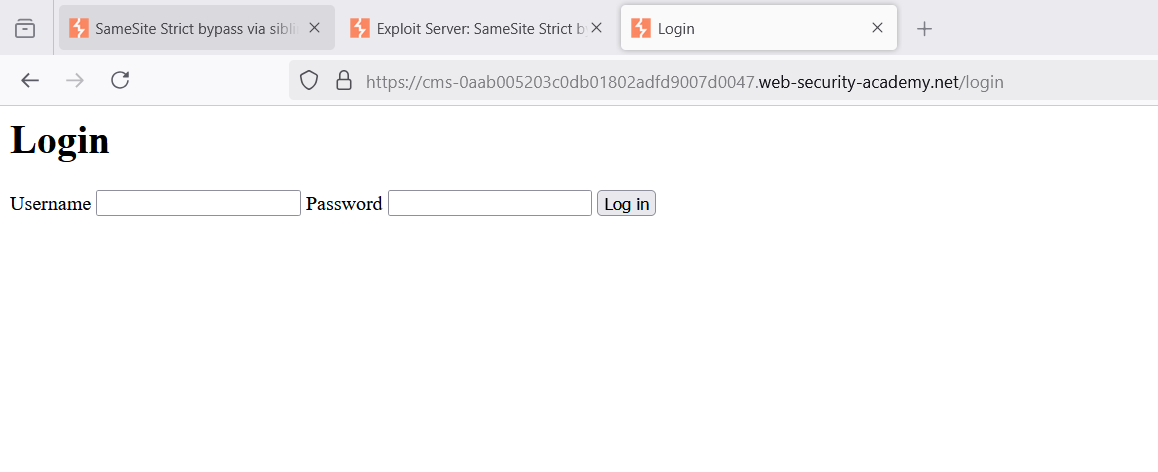 SameSite Strict bypass via sibli
Exploit Server: SameSite Strict b
Login
https://cms-0aab005203c0db01802adfd9007d0047.web-security-academy.net/login
Login
Username Password Log in